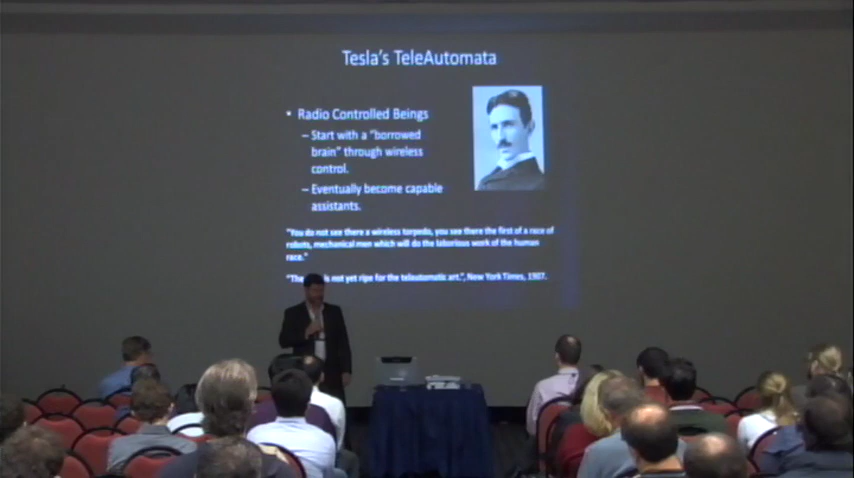 Tesla's TeleAutomata
• Radio Controlled Beings
– Start with a "borrowed
brain" through wireless
control.
– Eventually become capable
assistants.
"You do not see there a wireless torpedo, you see there the first of a race of
robots, mechanical men which will do the laborious work of the human
race."
is not yet ripe for the teleautomatic art.", New York Times, 1907.